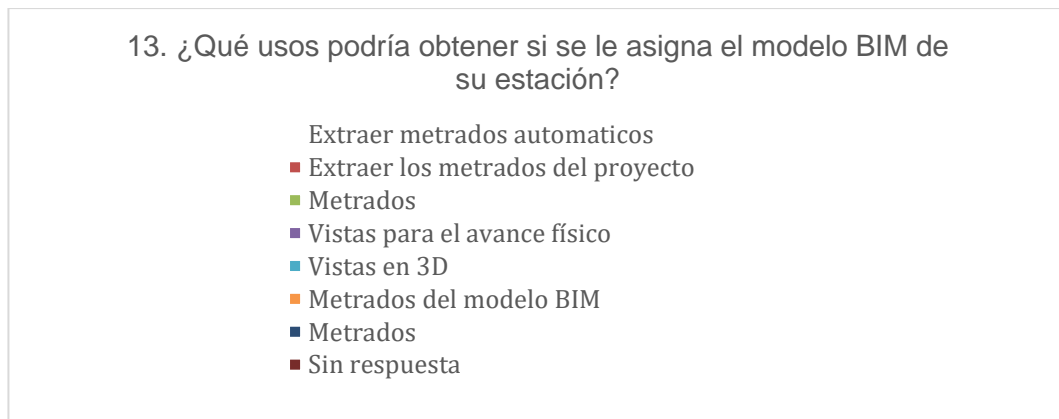 13. ¿Qué usos podría obtener si se le asigna el modelo BIM de
su estación?
Extraer metrados automaticos
Extraer los metrados del proyecto
Metrados
Vistas para el avance físico
Vistas en 3D
Metrados del modelo BIM
Metrados
Sin respuesta